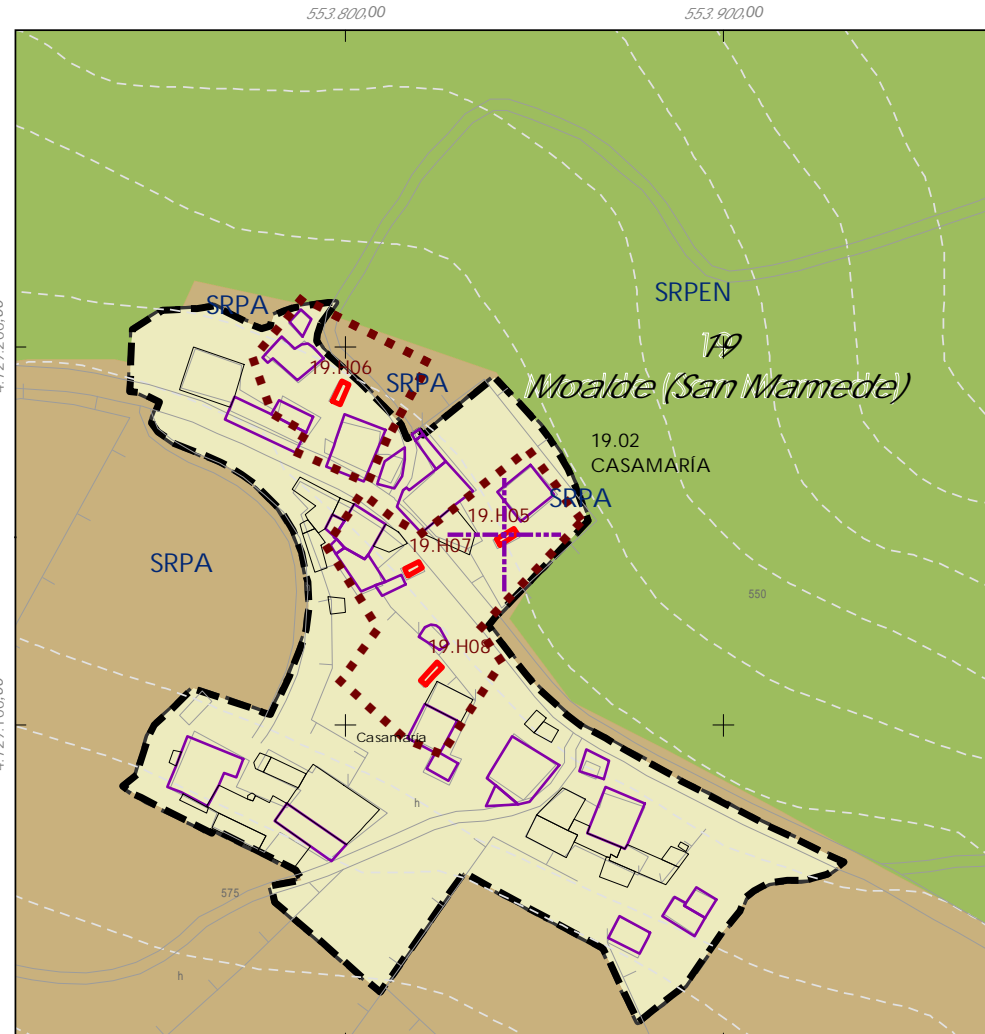 553.800,00
553.900,00
SRPEN
SRPA
19
19.H06
SRPA
Moalde (San Mamede)
19.02
CASAMARÍA
SRPA
19.H05
19.H07
SRPA
550
19.H08
Casamaría
h
575
h